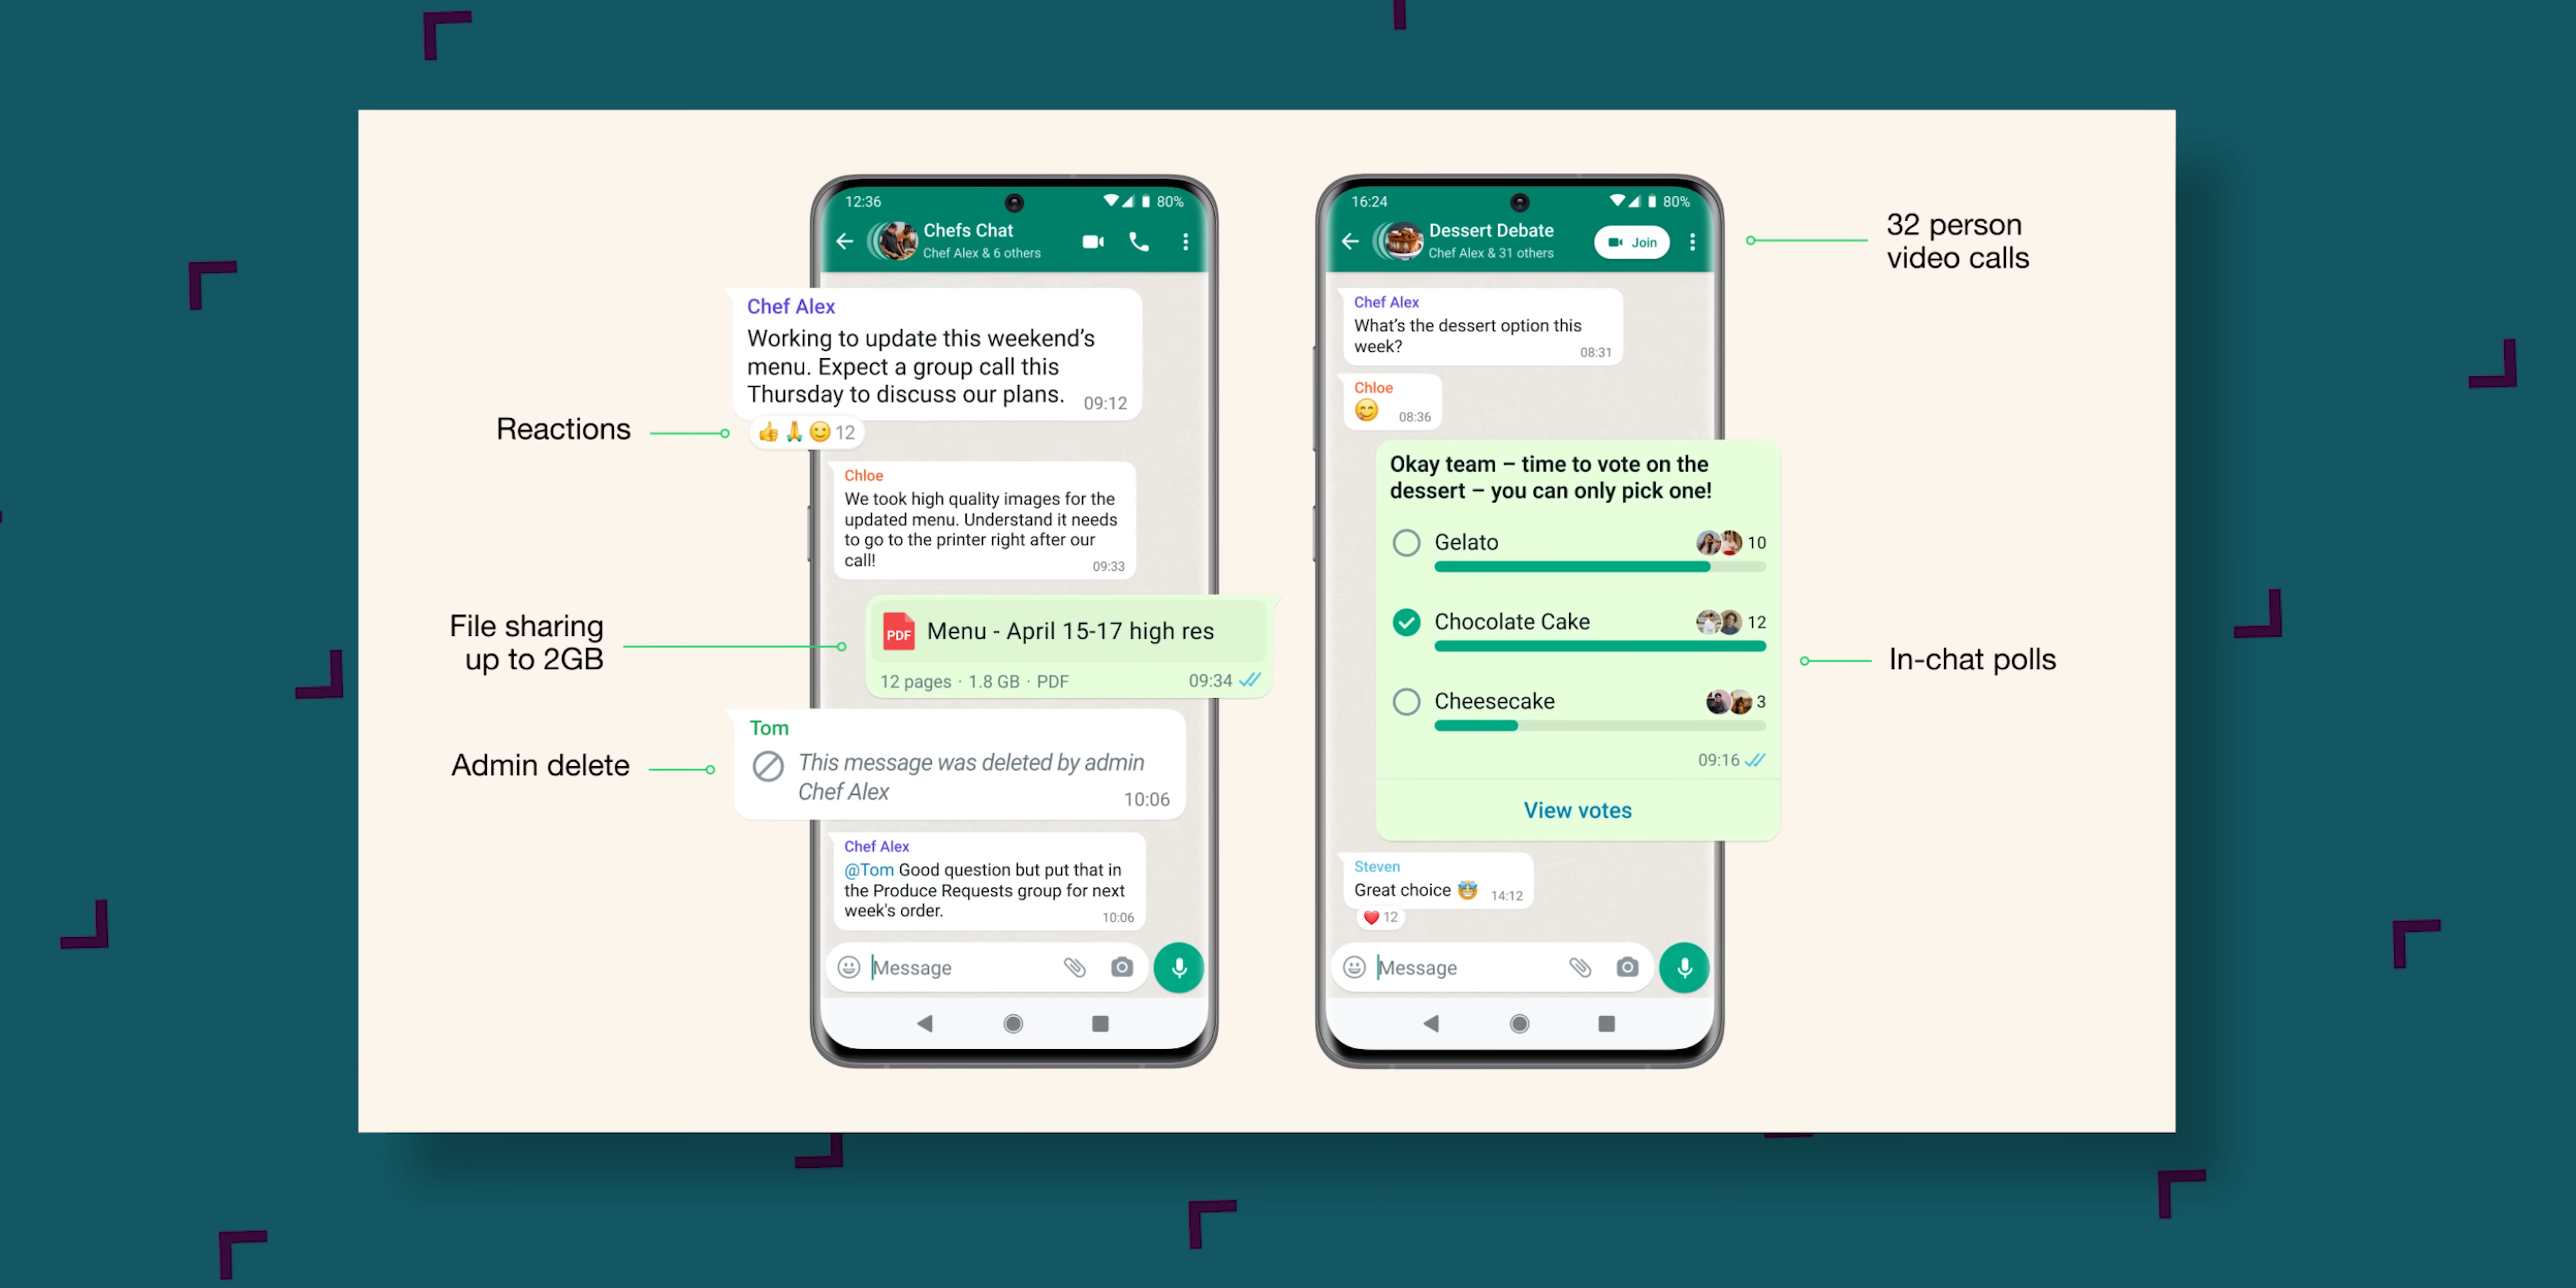 12:36
80%
Chefs Chat
Chef Alex & 6 others
Chef Alex
Working to update this weekend’s
menu. Expect a group call this
Thursday to discuss our plans.
09:12
Reactions
👍🙏🙂 12
Chloe
We took high quality images for the
updated menu. Understand it needs
to go to the printer right after our
call!
09:33
File sharing
up to 2GB
PDF
Menu - April 15-17 high res
12 pages · 1.8 GB · PDF
09:34
Admin delete
Tom
This message was deleted by admin
Chef Alex
10:06
Chef Alex
@Tom Good question but put that in
the Produce Requests group for next
week's order.
10:06
Message
16:24
80%
Dessert Debate
Chef Alex & 31 others
Join
32 person
video calls
Chef Alex
What’s the dessert option this
week?
08:31
Chloe
😋 08:36
Okay team – time to vote on the
dessert – you can only pick one!
Gelato 10
Chocolate Cake 12
Cheesecake 3
09:16
View votes
In-chat polls
Steven
Great choice 🤩 14:12
❤️ 12
Message